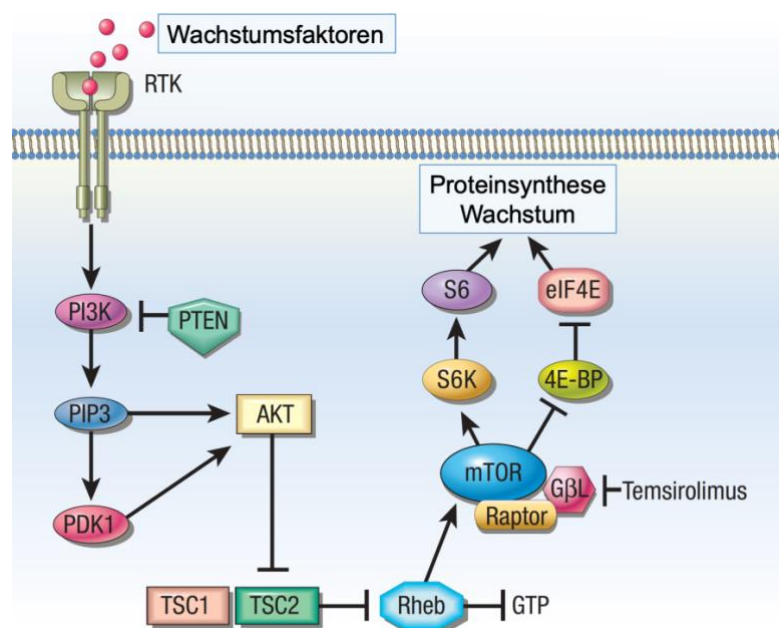 Wachstumsfaktoren
RTK
Proteinsynthese
Wachstum
S6
eIF4E
PI3K
PTEN
S6K
4E-BP
PIP3
AKT
mTOR
GβL
Temsirolimus
Raptor
PDK1
TSC1
TSC2
Rheb
GTP